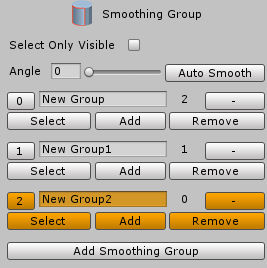 Smoothing Group
Select Only Visible
Angle 0 Auto Smooth
0 New Group 2 -
Select Add Remove
1 New Group1 1 -
Select Add Remove
2 New Group2 0 -
Select Add Remove
Add Smoothing Group